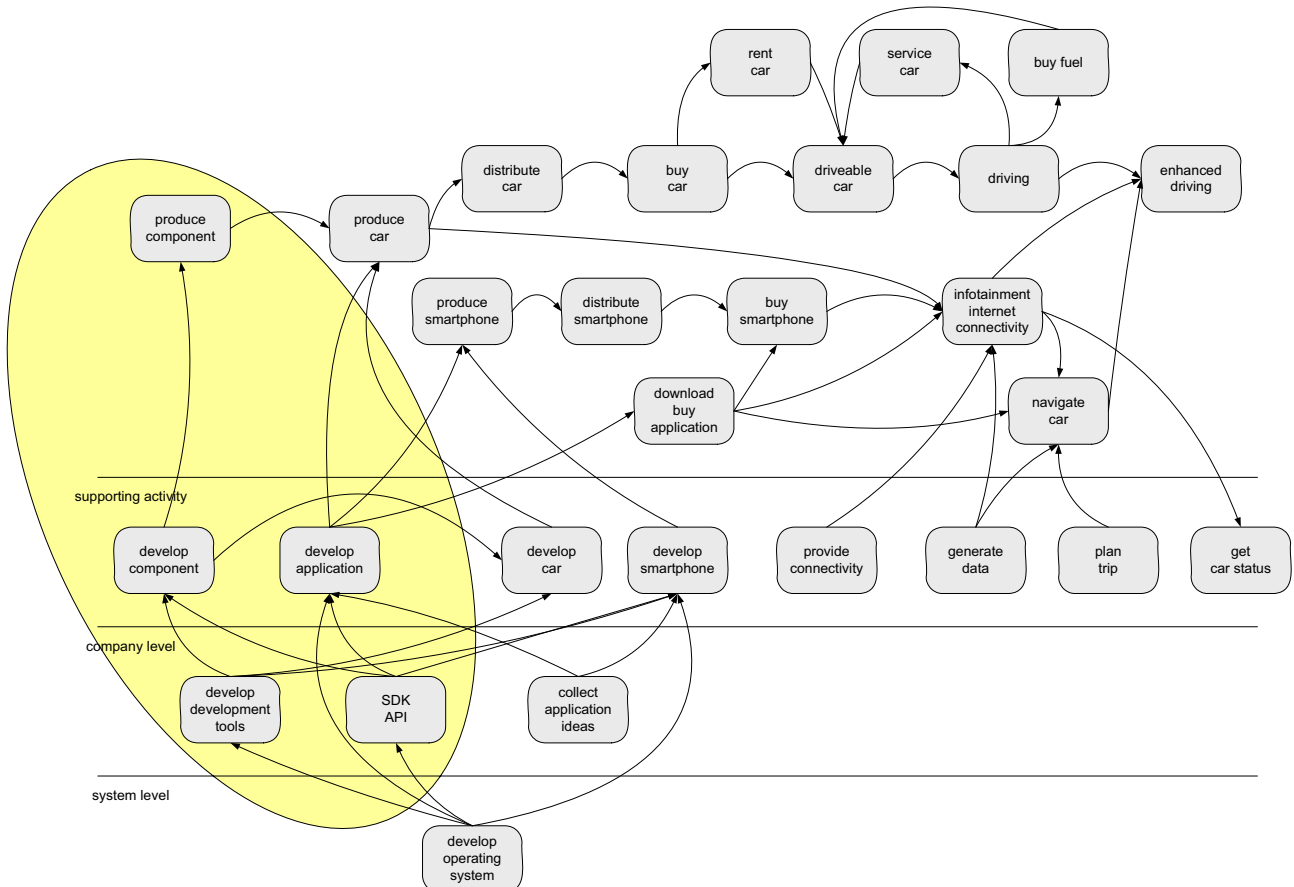 rent
car
service
car
buy fuel
distribute
car
buy
car
driveable
car
driving
enhanced
driving
produce
component
produce
car
produce
smartphone
distribute
smartphone
buy
smartphone
infotainment
internet
connectivity
download
buy
application
navigate
car
supporting activity
develop
component
develop
application
develop
car
develop
smartphone
provide
connectivity
generate
data
plan
trip
get
car status
company level
develop
development
tools
SDK
API
collect
application
ideas
system level
develop
operating
system